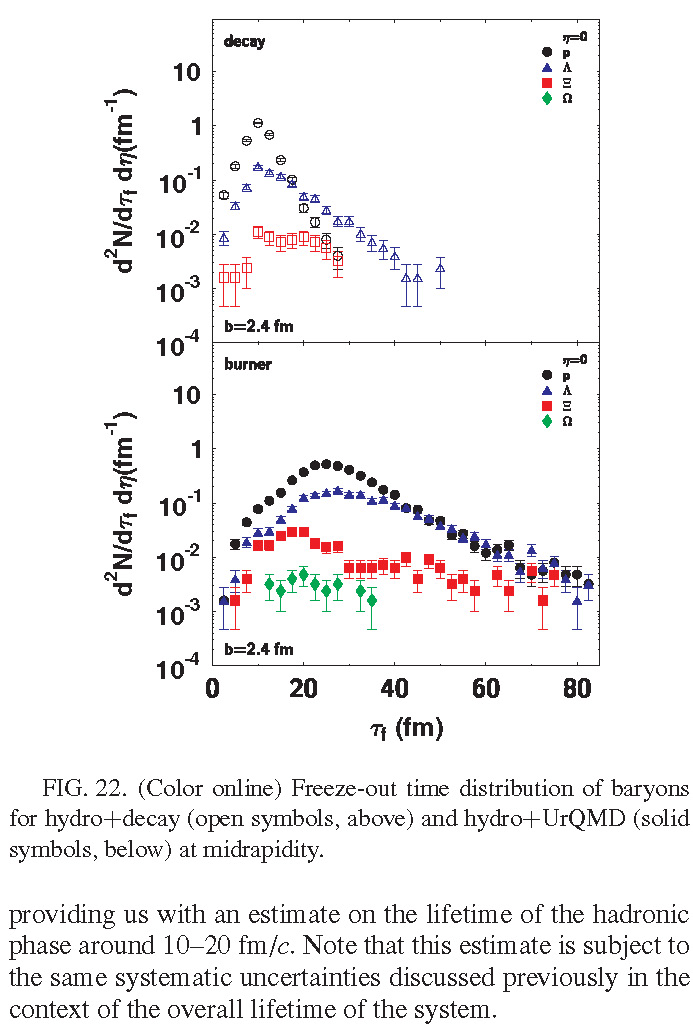 decay
η=0
p
Λ
Ξ
Ω
10
1
10⁻¹
10⁻²
10⁻³
10⁻⁴
d²N/dτf dη(fm⁻¹)
b=2.4 fm
burner
η=0
p
Λ
Ξ
Ω
10
1
10⁻¹
10⁻²
10⁻³
10⁻⁴
d²N/dτf dη(fm⁻¹)
b=2.4 fm
0 20 40 60 80
τf (fm)
FIG. 22. (Color online) Freeze-out time distribution of baryons
for hydro+decay (open symbols, above) and hydro+UrQMD (solid
symbols, below) at midrapidity.
providing us with an estimate on the lifetime of the hadronic
phase around 10–20 fm/c. Note that this estimate is subject to
the same systematic uncertainties discussed previously in the
context of the overall lifetime of the system.